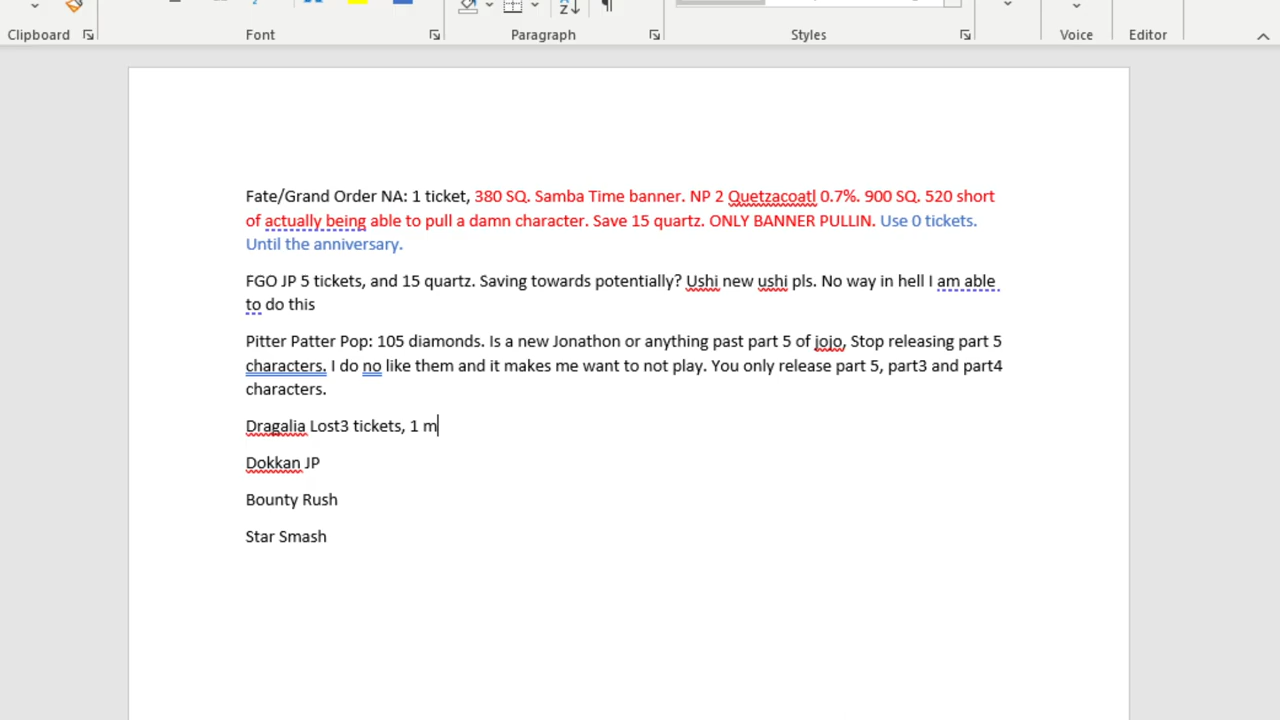 Clipboard
Font
Paragraph
Styles
Voice
Editor
Fate/Grand Order NA: 1 ticket, 380 SQ. Samba Time banner. NP 2 Quetzacoatl 0.7%. 900 SQ. 520 short
of actually being able to pull a damn character. Save 15 quartz. ONLY BANNER PULLIN. Use 0 tickets.
Until the anniversary.
FGO JP 5 tickets, and 15 quartz. Saving towards potentially? Ushi new ushi pls. No way in hell I am able
to do this
Pitter Patter Pop: 105 diamonds. Is a new Jonathon or anything past part 5 of jojo, Stop releasing part 5
characters. I do no like them and it makes me want to not play. You only release part 5, part3 and part4
characters.
Dragalia Lost3 tickets, 1 m
Dokkan JP
Bounty Rush
Star Smash